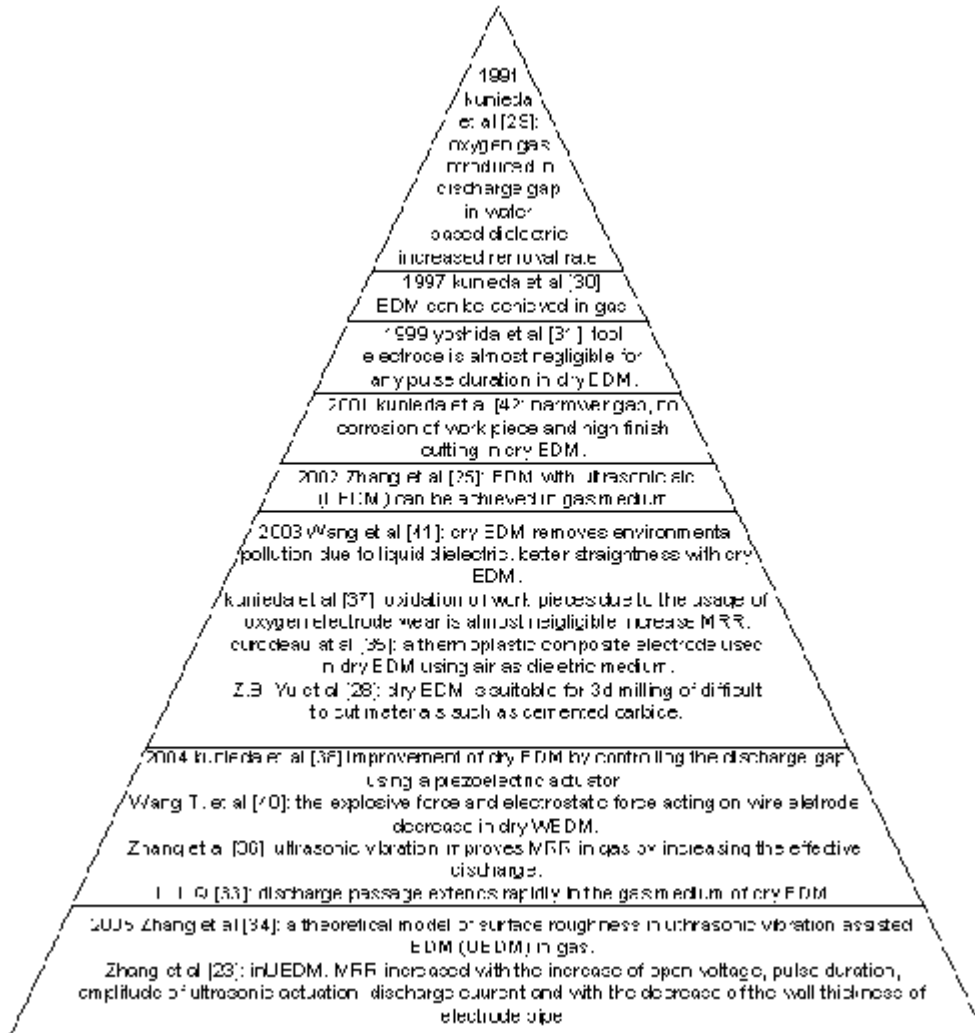 1991
kunieda
et al [29]:
oxygen gas
introduced in
discharge gap
in water
based dielectric
increased removal rate
1997 kunieda et al [30]
EDM can be achieved in gas
1999 yoshida et al [31] tool
electrode is almost negligible for
any pulse duration in dry EDM.
2001 kunieda et al [42: narrower gap, no
corrosion of work piece and high finish
cutting in dry EDM.
2002 Zhang et al [25]: EDM with ultrasonic aid
(UEDM) can be achieved in gas medium
2003 Wang et al [41]: dry EDM removes environmental
pollution due to liquid dielectric. better straightness with dry
EDM.
kunieda et al [37] oxidation of work pieces due to the usage of
oxygen electrode wear is almost neigligible increase MRR.
curodeau et al [35]: a thermoplastic composite electrode used
in dry EDM using air as dieletric medium.
Z.B. Yu et al [28]: dry EDM is suitable for 3d milling of difficult
to cut materials such as cemented carbide.
2004 kunieda et al [38] Improvement of dry EDM by controlling the discharge gap
using a piezoelectric actuator
Wang T. et al [40]: the explosive force and electrostatic force acting on wire eletrode
decrease in dry WEDM.
Zhang et al [36] ultrasonic vibration improves MRR in gas by increasing the effective
discharge.
[33]: discharge passage extends rapidly in the gas medium of dry EDM
2005 Zhang et al [34]: a theoretical model of surface roughness in uthrasonic vibration assisted
EDM (UEDM) in gas.
Zhang et al [23]: inUEDM. MRR increased with the increase of open voltage, pulse duration,
amplitude of ultrasonic actuation discharge cuurent and with the decrease of the wall thickness of
electrode pipe